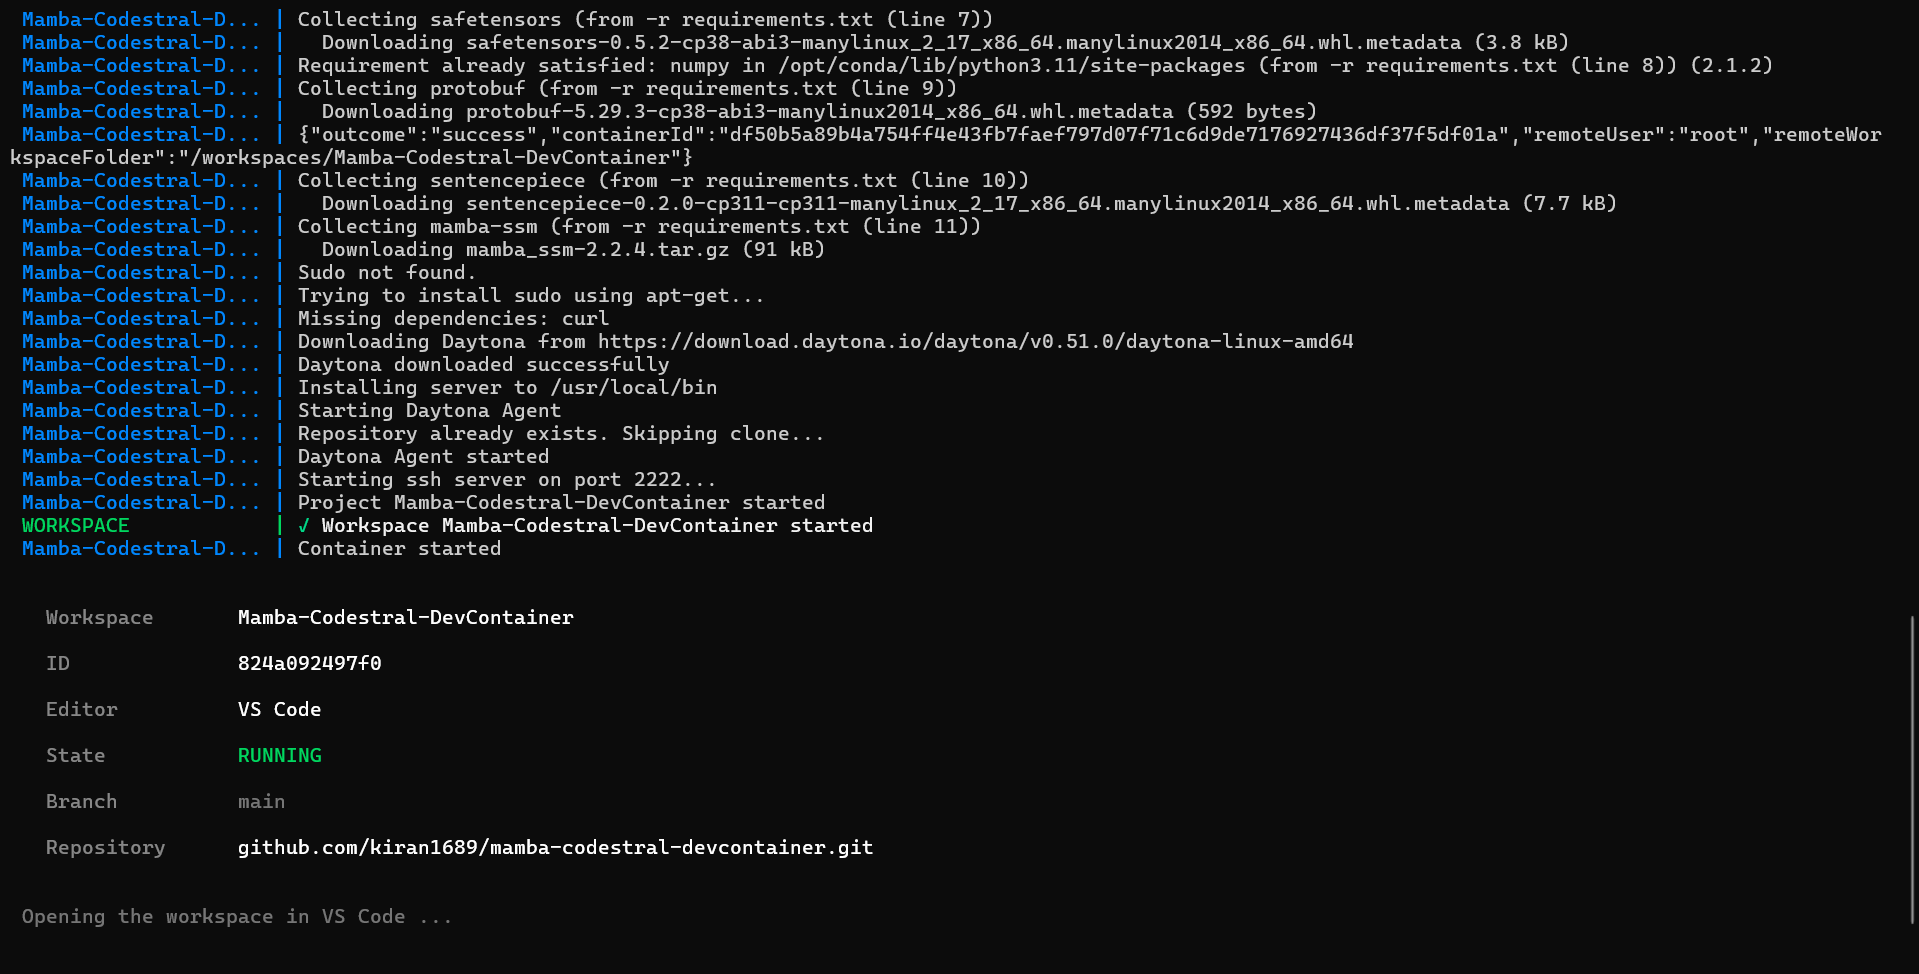 Mamba-Codestral-D... | Collecting safetensors (from -r requirements.txt (line 7))
Mamba-Codestral-D... |   Downloading safetensors-0.5.2-cp38-abi3-manylinux_2_17_x86_64.manylinux2014_x86_64.whl.metadata (3.8 kB)
Mamba-Codestral-D... | Requirement already satisfied: numpy in /opt/conda/lib/python3.11/site-packages (from -r requirements.txt (line 8)) (2.1.2)
Mamba-Codestral-D... | Collecting protobuf (from -r requirements.txt (line 9))
Mamba-Codestral-D... |   Downloading protobuf-5.29.3-cp38-abi3-manylinux2014_x86_64.whl.metadata (592 bytes)
Mamba-Codestral-D... | {"outcome":"success","containerId":"df50b5a89b4a754ff4e43fb7faef797d07f71c6d9de7176927436df37f5df01a","remoteUser":"root","remoteWor
kspaceFolder":"/workspaces/Mamba-Codestral-DevContainer"}
Mamba-Codestral-D... | Collecting sentencepiece (from -r requirements.txt (line 10))
Mamba-Codestral-D... |   Downloading sentencepiece-0.2.0-cp311-cp311-manylinux_2_17_x86_64.manylinux2014_x86_64.whl.metadata (7.7 kB)
Mamba-Codestral-D... | Collecting mamba-ssm (from -r requirements.txt (line 11))
Mamba-Codestral-D... |   Downloading mamba_ssm-2.2.4.tar.gz (91 kB)
Mamba-Codestral-D... | Sudo not found.
Mamba-Codestral-D... | Trying to install sudo using apt-get...
Mamba-Codestral-D... | Missing dependencies: curl
Mamba-Codestral-D... | Downloading Daytona from https://download.daytona.io/daytona/v0.51.0/daytona-linux-amd64
Mamba-Codestral-D... | Daytona downloaded successfully
Mamba-Codestral-D... | Installing server to /usr/local/bin
Mamba-Codestral-D... | Starting Daytona Agent
Mamba-Codestral-D... | Repository already exists. Skipping clone...
Mamba-Codestral-D... | Daytona Agent started
Mamba-Codestral-D... | Starting ssh server on port 2222...
Mamba-Codestral-D... | Project Mamba-Codestral-DevContainer started
WORKSPACE            | √ Workspace Mamba-Codestral-DevContainer started
Mamba-Codestral-D... | Container started
Workspace Mamba-Codestral-DevContainer
ID 824a092497f0
Editor VS Code
State RUNNING
Branch main
Repository github.com/kiran1689/mamba-codestral-devcontainer.git
Opening the workspace in VS Code ...